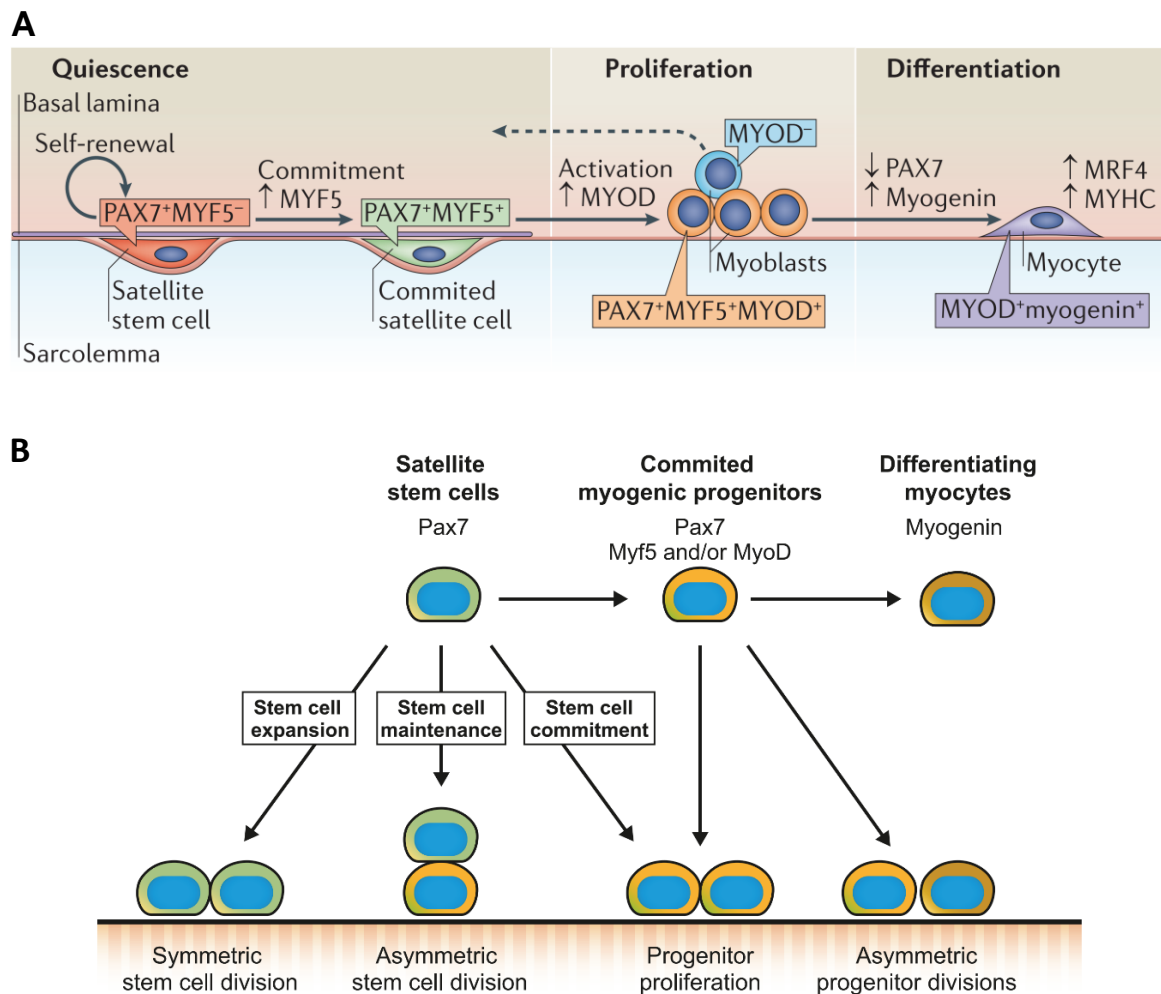 A
Quiescence
Proliferation
Differentiation
Basal lamina
Self-renewal
Commitment
↑ MYF5
PAX7⁺MYF5⁻
PAX7⁺MYF5⁺
Activation
↑ MYOD
MYOD⁻
↓ PAX7
↑ Myogenin
↑ MRF4
↑ MYHC
Satellite
stem cell
Commited
satellite cell
Myoblasts
PAX7⁺MYF5⁺MYOD⁺
Myocyte
MYOD⁺myogenin⁺
Sarcolemma
B
Satellite
stem cells
Pax7
Commited
myogenic progenitors
Pax7
Myf5 and/or MyoD
Differentiating
myocytes
Myogenin
Stem cell
expansion
Stem cell
maintenance
Stem cell
commitment
Symmetric
stem cell division
Asymmetric
stem cell division
Progenitor
proliferation
Asymmetric
progenitor divisions